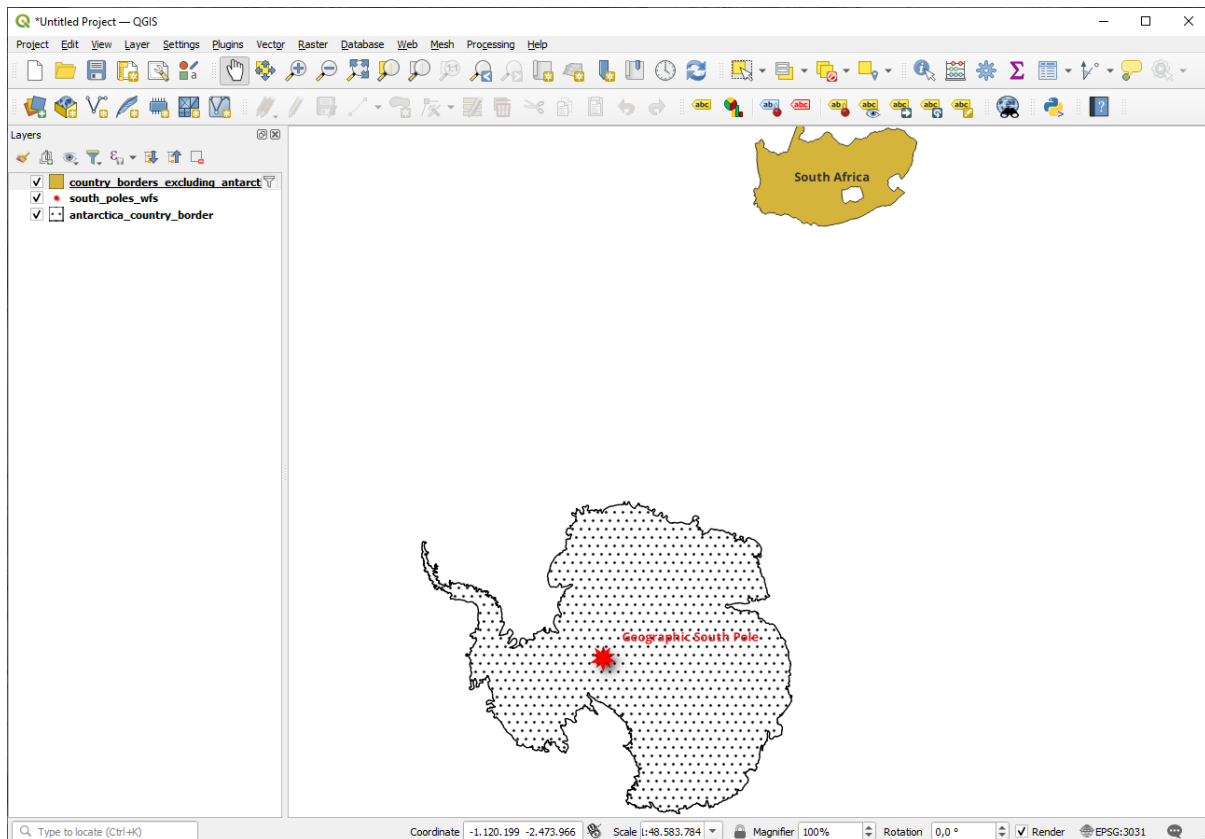 *Untitled Project — QGIS
Project Edit View Layer Settings Plugins Vector Raster Database Web Mesh Processing Help
Layers
country_borders_excluding_antarct
south_poles_wfs
antarctica_country_border
South Africa
Geographic South Pole
Type to locate (Ctrl+K)
Coordinate -1.120.199 -2.473.966 Scale 1:48.583.784 Magnifier 100% Rotation 0,0 ° Render EPSG:3031